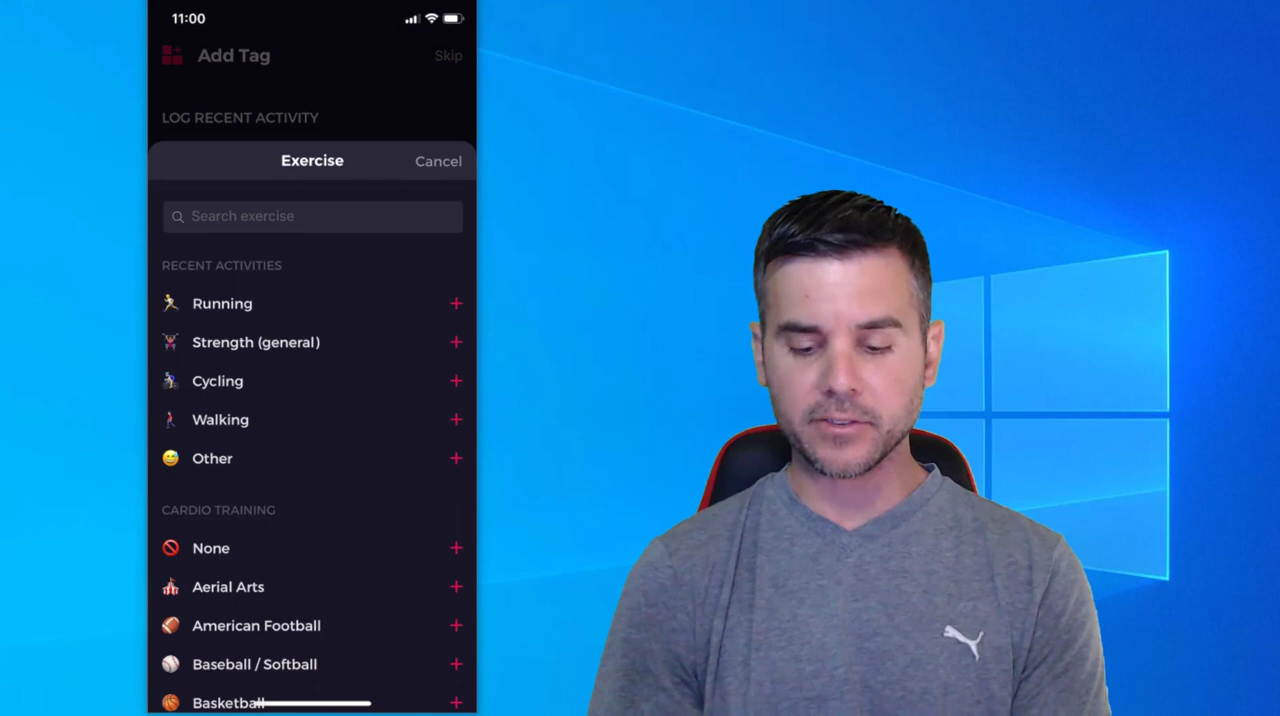 11:00
Add Tag
Skip
LOG RECENT ACTIVITY
Exercise
Cancel
Search exercise
RECENT ACTIVITIES
Running
Strength (general)
Cycling
Walking
Other
CARDIO TRAINING
None
Aerial Arts
American Football
Baseball / Softball
Basketball